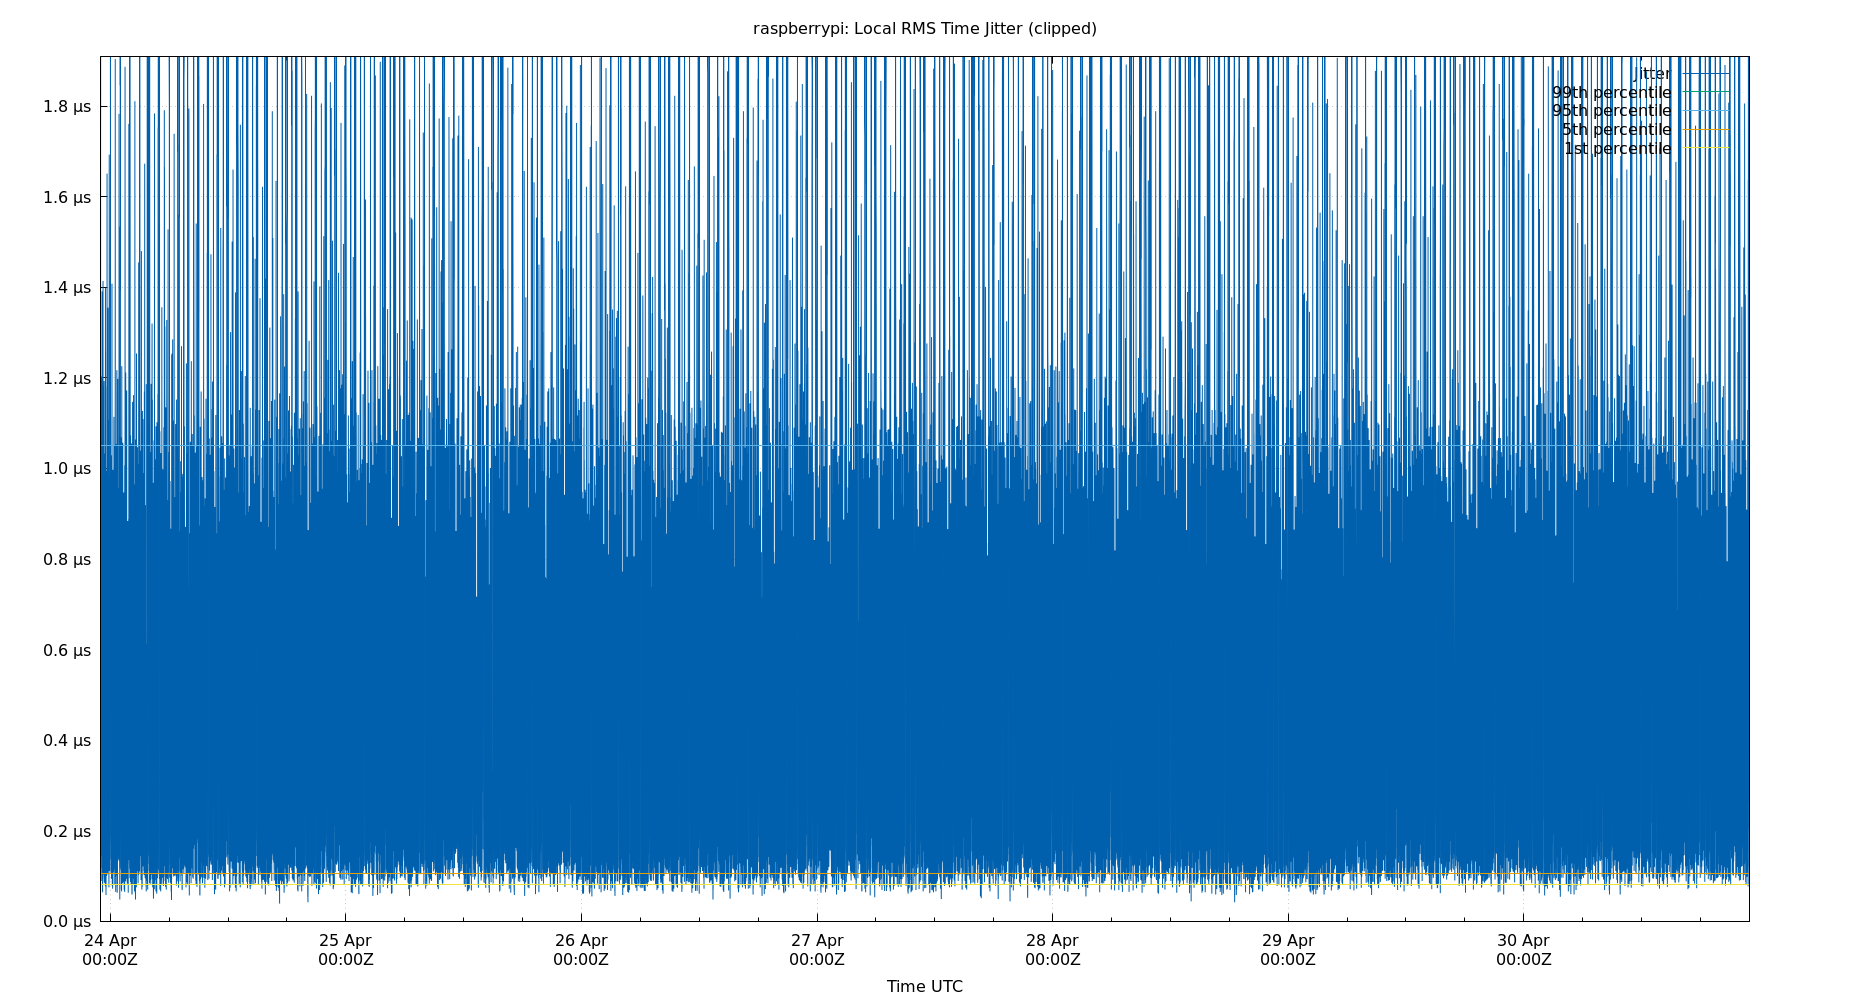 raspberrypi: Local RMS Time Jitter (clipped)
Jitter
99th percentile
95th percentile
5th percentile
1st percentile
1.8 µs
1.6 µs
1.4 µs
1.2 µs
1.0 µs
0.8 µs
0.6 µs
0.4 µs
0.2 µs
0.0 µs
24 Apr 25 Apr 26 Apr 27 Apr 28 Apr 29 Apr 30 Apr
00:00Z 00:00Z 00:00Z 00:00Z 00:00Z 00:00Z 00:00Z
Time UTC